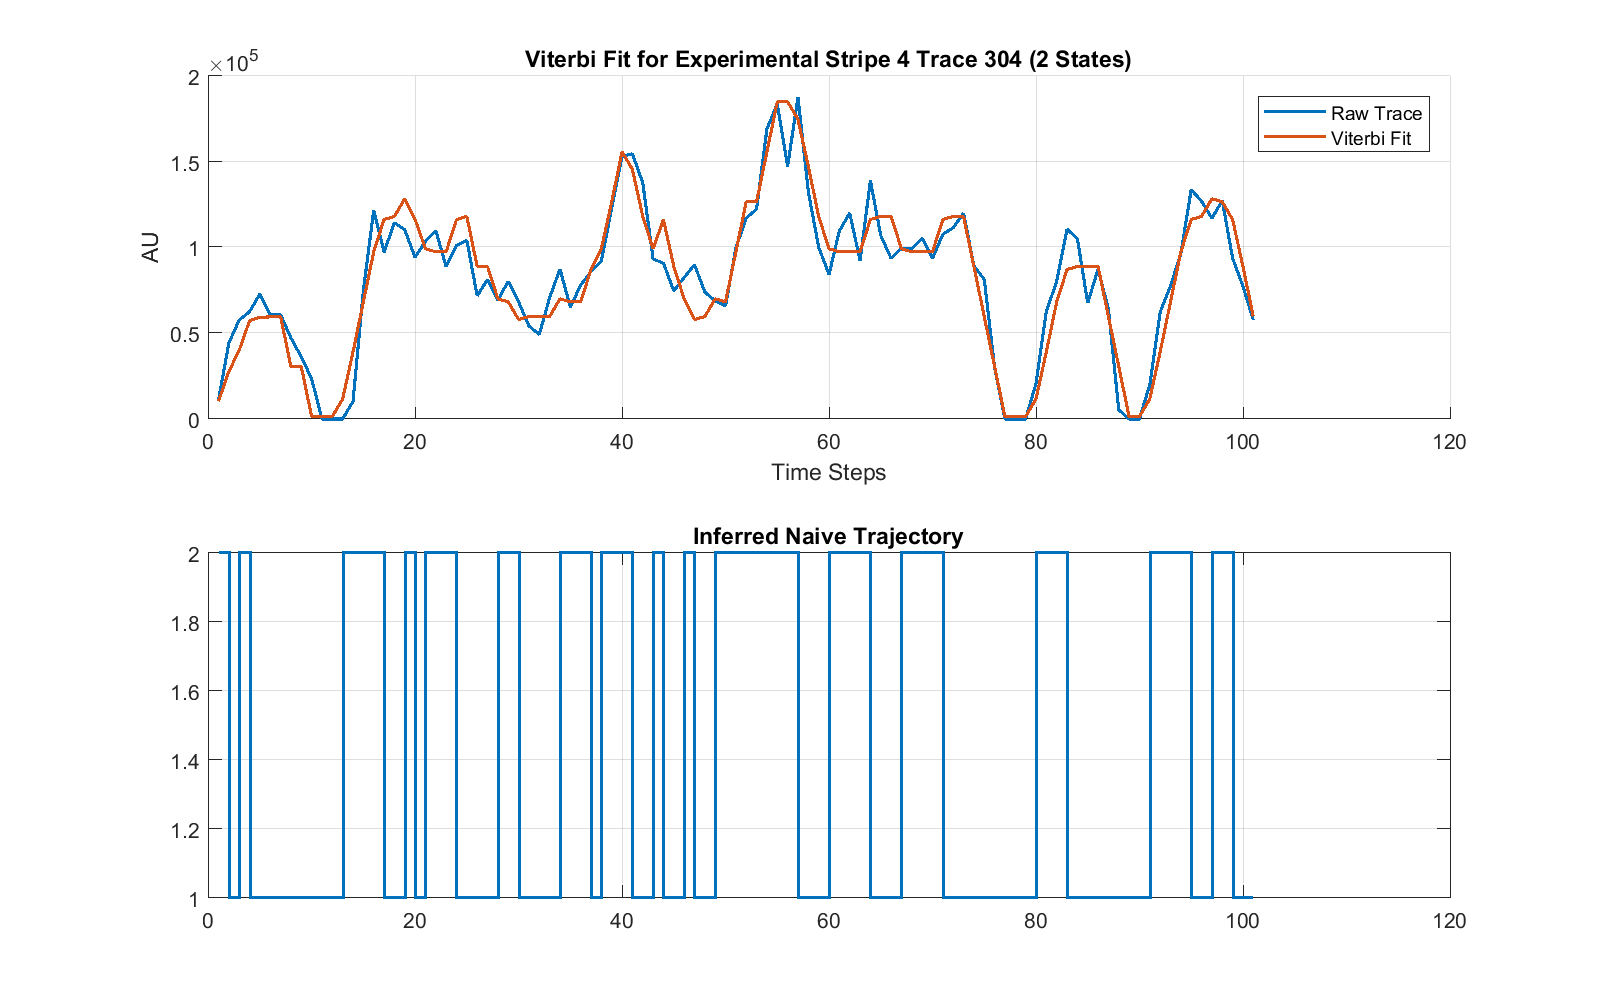 Viterbi Fit for Experimental Stripe 4 Trace 304 (2 States)
×10^5
2
1.5
1
0.5
0
AU
0 20 40 60 80 100 120
Time Steps
Raw Trace
Viterbi Fit
Inferred Naive Trajectory
2
1.8
1.6
1.4
1.2
1
0 20 40 60 80 100 120